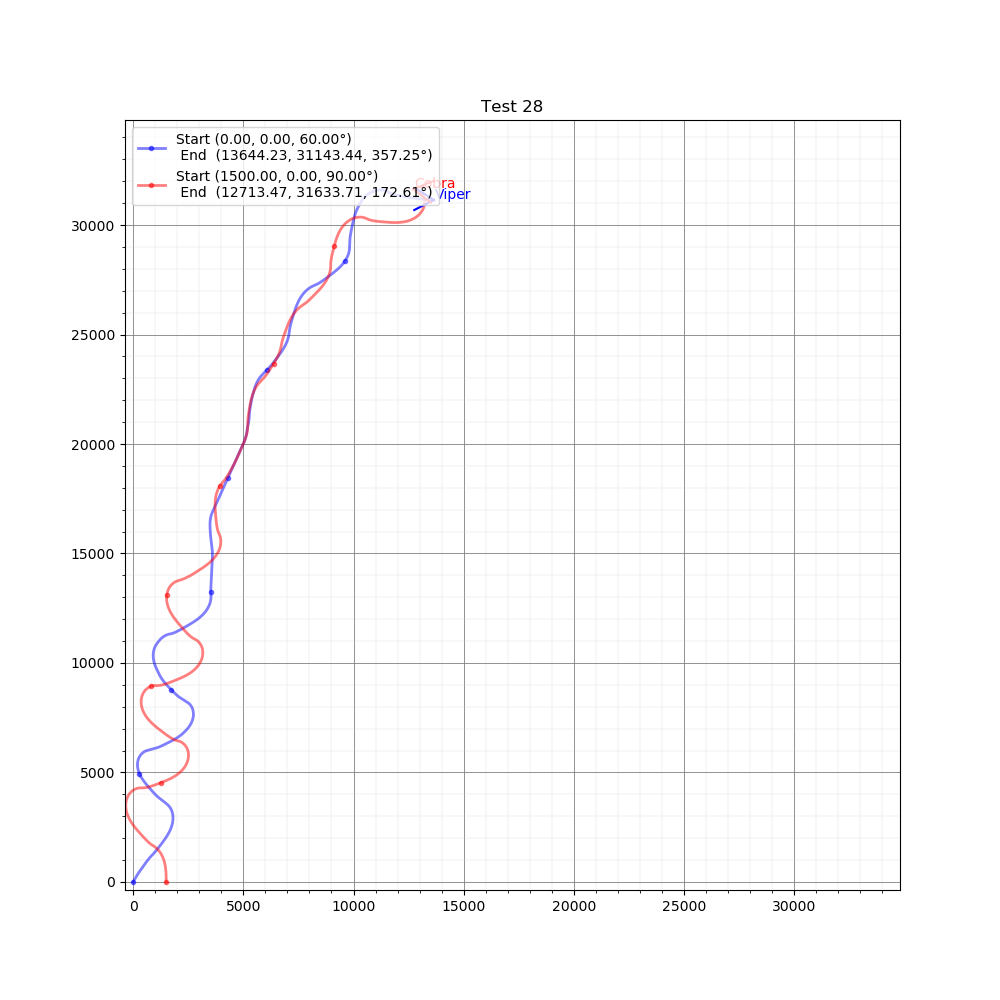 Test 28
Start (0.00, 0.00, 60.00°)
End (13644.23, 31143.44, 357.25°)
Start (1500.00, 0.00, 90.00°)
End (12713.47, 31633.71, 172.61°)
Cobra
Viper
30000
25000
20000
15000
10000
5000
0
0 5000 10000 15000 20000 25000 30000